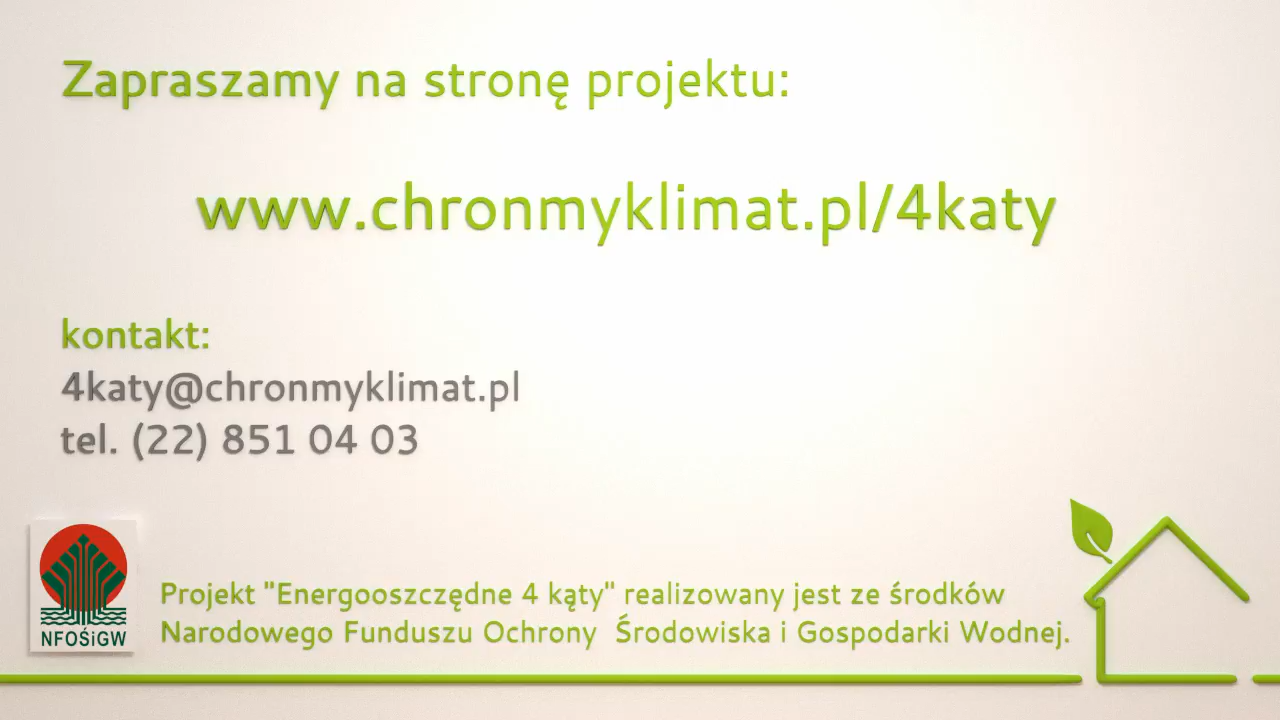 Zapraszamy na stronę projektu:
www.chronmyklimat.pl/4katy
kontakt:
4katy@chronmyklimat.pl
tel. (22) 851 04 03
NFOŚiGW
Projekt "Energooszczędne 4 kąty" realizowany jest ze środków
Narodowego Funduszu Ochrony Środowiska i Gospodarki Wodnej.